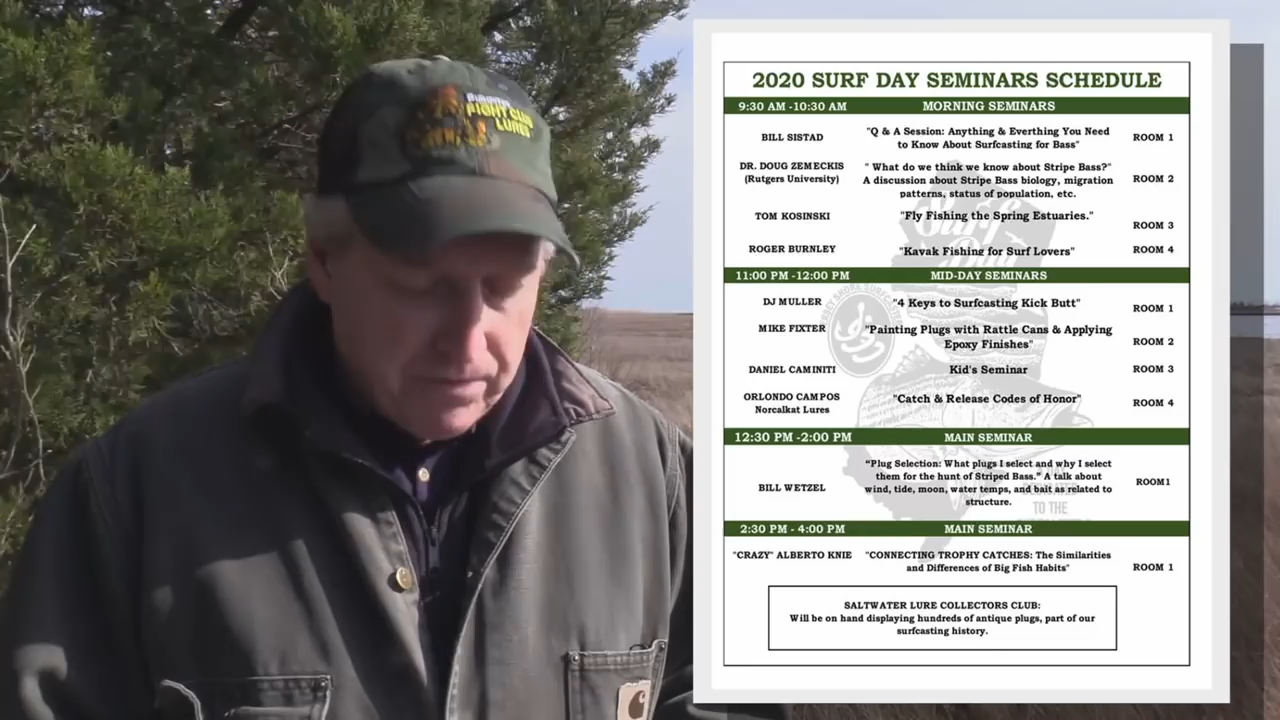 FIGHT CLUB
LURES
2020 SURF DAY SEMINARS SCHEDULE
9:30 AM -10:30 AM MORNING SEMINARS
BILL SISTAD "Q & A Session: Anything & Everthing You Need to Know About Surfcasting for Bass" ROOM 1
DR. DOUG ZEMECKIS (Rutgers University) " What do we think we know about Stripe Bass?" A discussion about Stripe Bass biology, migration patterns, status of population, etc. ROOM 2
TOM KOSINSKI "Fly Fishing the Spring Estuaries." ROOM 3
ROGER BURNLEY "Kayak Fishing for Surf Lovers" ROOM 4
11:00 PM -12:00 PM MID-DAY SEMINARS
DJ MULLER "4 Keys to Surfcasting Kick Butt" ROOM 1
MIKE FIXTER "Painting Plugs with Rattle Cans & Applying Epoxy Finishes" ROOM 2
DANIEL CAMINITI Kid's Seminar ROOM 3
ORLONDO CAMPOS Norcalkat Lures "Catch & Release Codes of Honor" ROOM 4
12:30 PM -2:00 PM MAIN SEMINAR
BILL WETZEL "Plug Selection: What plugs I select and why I select them for the hunt of Striped Bass." A talk about wind, tide, moon, water temps, and bait as related to structure. ROOM1
TO THE
2:30 PM - 4:00 PM MAIN SEMINAR
"CRAZY" ALBERTO KNIE "CONNECTING TROPHY CATCHES: The Similarities and Differences of Big Fish Habits" ROOM 1
SALTWATER LURE COLLECTORS CLUB:
Will be on hand displaying hundreds of antique plugs, part of our
surfcasting history.